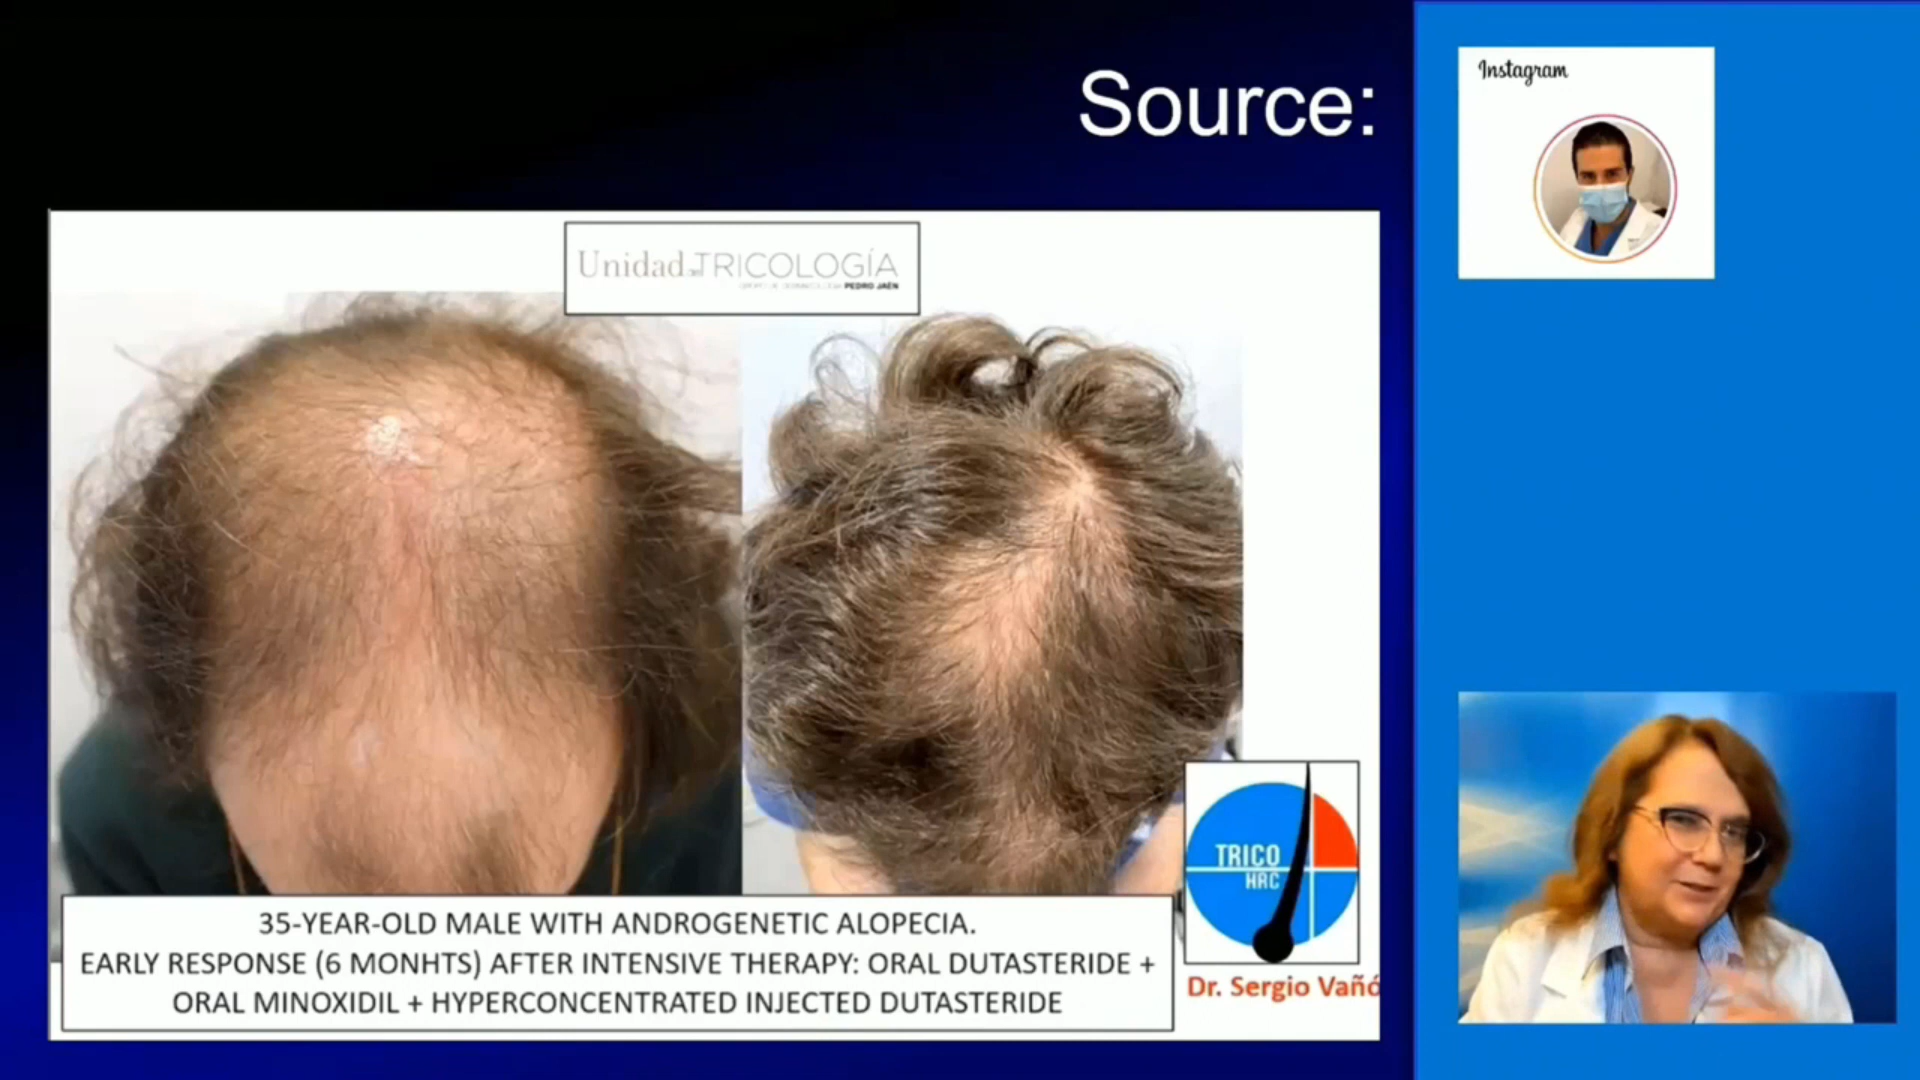 Source:
Instagram
Unidad de TRICOLOGÍA
PEDRO JAÉN
TRICO
HRC
Dr. Sergio Vañó
35-YEAR-OLD MALE WITH ANDROGENETIC ALOPECIA.
EARLY RESPONSE (6 MONHTS) AFTER INTENSIVE THERAPY: ORAL DUTASTERIDE +
ORAL MINOXIDIL + HYPERCONCENTRATED INJECTED DUTASTERIDE